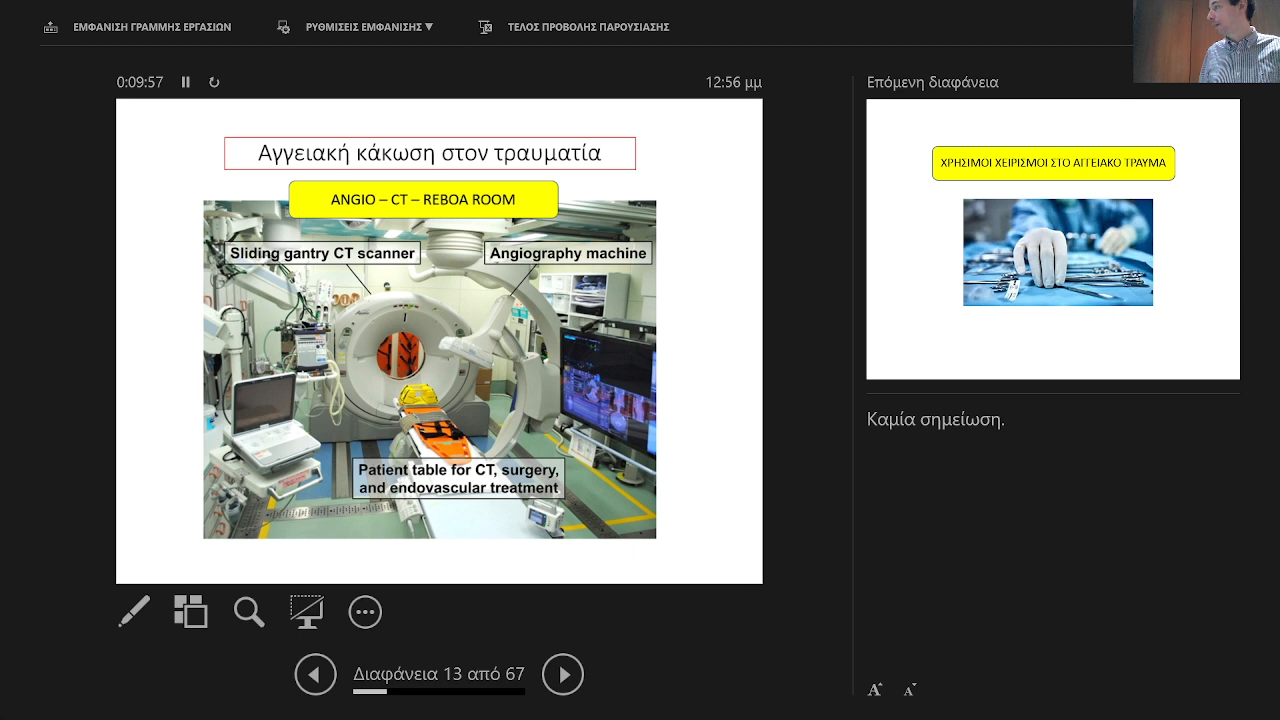 ΕΜΦΑΝΙΣΗ ΓΡΑΜΜΗΣ ΕΡΓΑΣΙΩΝ
ΡΥΘΜΙΣΕΙΣ ΕΜΦΑΝΙΣΗΣ ▼
ΤΕΛΟΣ ΠΡΟΒΟΛΗΣ ΠΑΡΟΥΣΙΑΣΗΣ
0:09:57
12:56 μμ
Αγγειακή κάκωση στον τραυματία
ANGIO – CT – REBOA ROOM
Sliding gantry CT scanner
Angiography machine
Patient table for CT, surgery,
and endovascular treatment
Διαφάνεια 13 από 67
Επόμενη διαφάνεια
ΧΡΗΣΙΜΟΙ ΧΕΙΡΙΣΜΟΙ ΣΤΟ ΑΓΓΕΙΑΚΟ ΤΡΑΥΜΑ
Καμία σημείωση.
A A